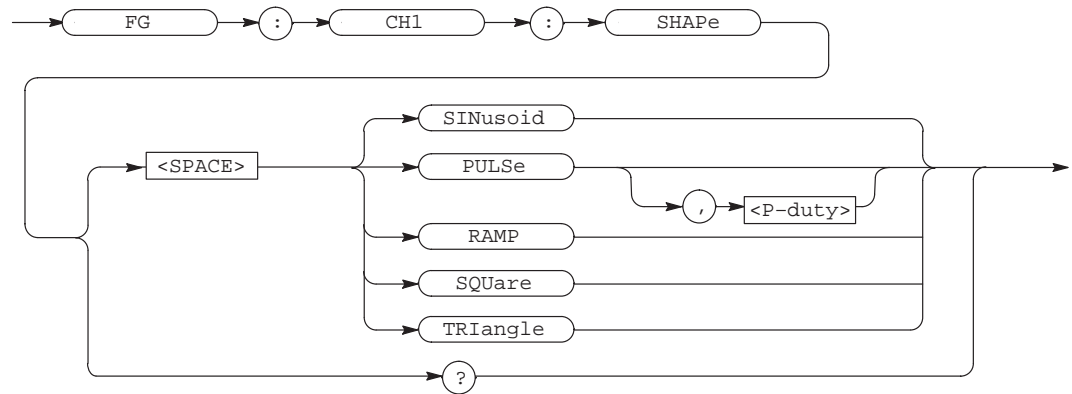 FG : CH1 : SHAPe
SINusoid
<SPACE> PULSe
, <P-duty>
RAMP
SQUare
TRIangle
?